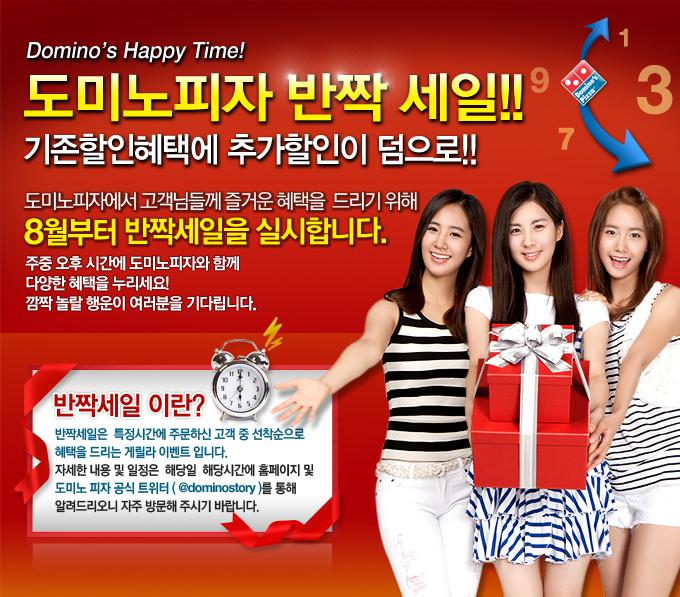 Domino's Happy Time!
도미노피자 반짝 세일!!
기존할인혜택에 추가할인이 덤으로!!
1
9
3
7
Domino's
Pizza
도미노피자에서 고객님들께 즐거운 혜택을 드리기 위해
8월부터 반짝세일을 실시합니다.
주중 오후 시간에 도미노피자와 함께
다양한 혜택을 누리세요!
깜짝 놀랄 행운이 여러분을 기다립니다.
반짝세일 이란?
반짝세일은 특정시간에 주문하신 고객 중 선착순으로
혜택을 드리는 게릴라 이벤트 입니다.
자세한 내용 및 일정은 해당일 해당시간에 홈페이지 및
도미노 피자 공식 트위터 ( @dominostory )를 통해
알려드리오니 자주 방문해 주시기 바랍니다.